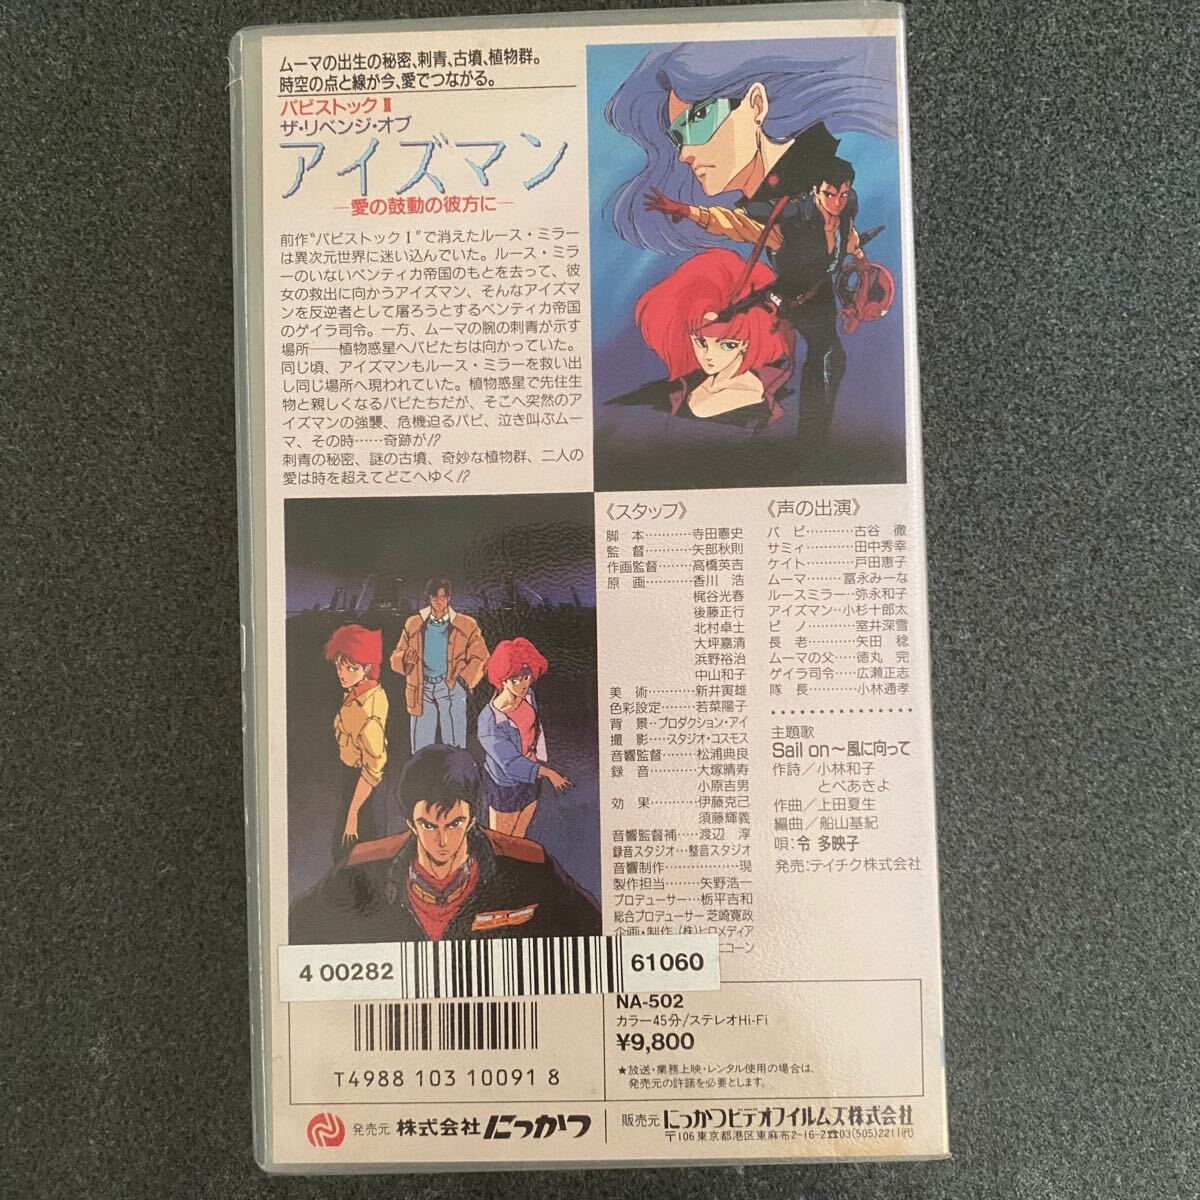 ムーマの出生の秘密、刺青、古墳、植物群。
時空の点と線が今、愛でつながる。
バビストックⅡ
ザ・リベンジ・オブ
アイズマン
―愛の鼓動の彼方に―
前作“バビストックⅠ”で消えたルース・ミラー
は異次元世界に迷い込んでいた。ルース・ミラ
ーのいないベンティカ帝国のもとを去って、彼
女の救出に向かうアイズマン、そんなアイズマ
ンを反逆者として屠ろうとするベンティカ帝国
のゲイラ司令。一方、ムーマの腕の刺青が示す
場所――植物惑星へバビたちは向かっていた。
同じ頃、アイズマンもルース・ミラーを救い出
し同じ場所へ現われていた。植物惑星で先住生
物と親しくなるバビたちだが、そこへ突然のア
イズマンの強襲、危機迫るバビ、泣き叫ぶムー
マ、その時……奇跡が!?
刺青の秘密、謎の古墳、奇妙な植物群、二人の
愛は時を超えてどこへゆく!?
《スタッフ》
脚本…………寺田憲史
監督…………矢部秋則
作画監督………高橋英吉
原画…………香川 浩
梶谷光春
後藤正行
北村卓士
大坪嘉清
浜野裕治
中山和子
美術…………新井寅雄
色彩設定………若菜陽子
背景‥プロダクション・アイ
撮影‥‥スタジオ・コスモス
音響監督………松浦典良
録音…………大塚晴寿
小原吉男
効果…………伊藤克己
須藤輝義
音響監督補……渡辺 淳
録音スタジオ…整音スタジオ
音響制作……………現
製作担当………矢野浩一
プロデューサー…栃平吉和
総合プロデューサー 芝崎寛政
企画・制作 (株)ヒロメディア
ニコーン
《声の出演》
バビ…………古谷 徹
サミィ…………田中秀幸
ケイト…………戸田恵子
ムーマ………冨永みーな
ルースミラー‥弥永和子
アイズマン‥小杉十郎太
ピノ…………室井深雪
長老…………矢田 稔
ムーマの父……徳丸 完
ゲイラ司令……広瀬正志
隊長…………小林通孝
主題歌
Sail on～風に向って
作詩／小林和子
とべあきよ
作曲／上田夏生
編曲／船山基紀
唄：令 多映子
発売：テイチク株式会社
4 00282
61060
T4988 103 10091 8
NA-502
カラー45分/ステレオHi-Fi
¥9,800
★放送・業務上映・レンタル使用の場合は、
発売元の許諾を必要とします。
発売元 株式会社にっかつ
販売元 にっかつビデオフイルムズ株式会社
〒106 東京都港区東麻布2-16-2☎03(505)2211(代)